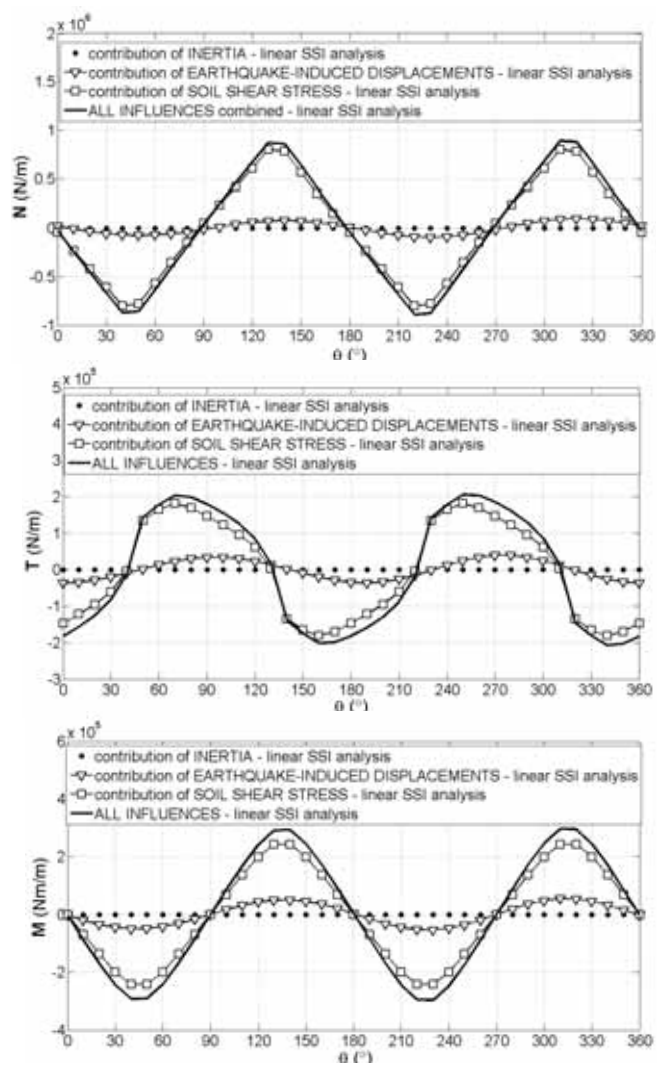 2 x 10⁶
• contribution of INERTIA - linear SSI analysis
contribution of EARTHQUAKE-INDUCED DISPLACEMENTS - linear SSI analysis
1.5
contribution of SOIL SHEAR STRESS - linear SSI analysis
ALL INFLUENCES combined - linear SSI analysis
1
0.5
N (N/m)
0
-0.5
-1
0 30 60 90 120 150 180 210 240 270 300 330 360
θ (°)
5 x 10⁵
• contribution of INERTIA - linear SSI analysis
contribution of EARTHQUAKE-INDUCED DISPLACEMENTS - linear SSI analysis
contribution of SOIL SHEAR STRESS - linear SSI analysis
ALL INFLUENCES - linear SSI analysis
2
1
T (N/m)
0
-1
-2
-3
0 30 60 90 120 150 180 210 240 270 300 330 360
θ (°)
6 x 10⁵
• contribution of INERTIA - linear SSI analysis
contribution of EARTHQUAKE-INDUCED DISPLACEMENTS - linear SSI analysis
4
contribution of SOIL SHEAR STRESS - linear SSI analysis
ALL INFLUENCES - linear SSI analysis
2
M (Nm/m)
0
-2
-4
0 30 60 90 120 150 180 210 240 270 300 330 360
θ (°)